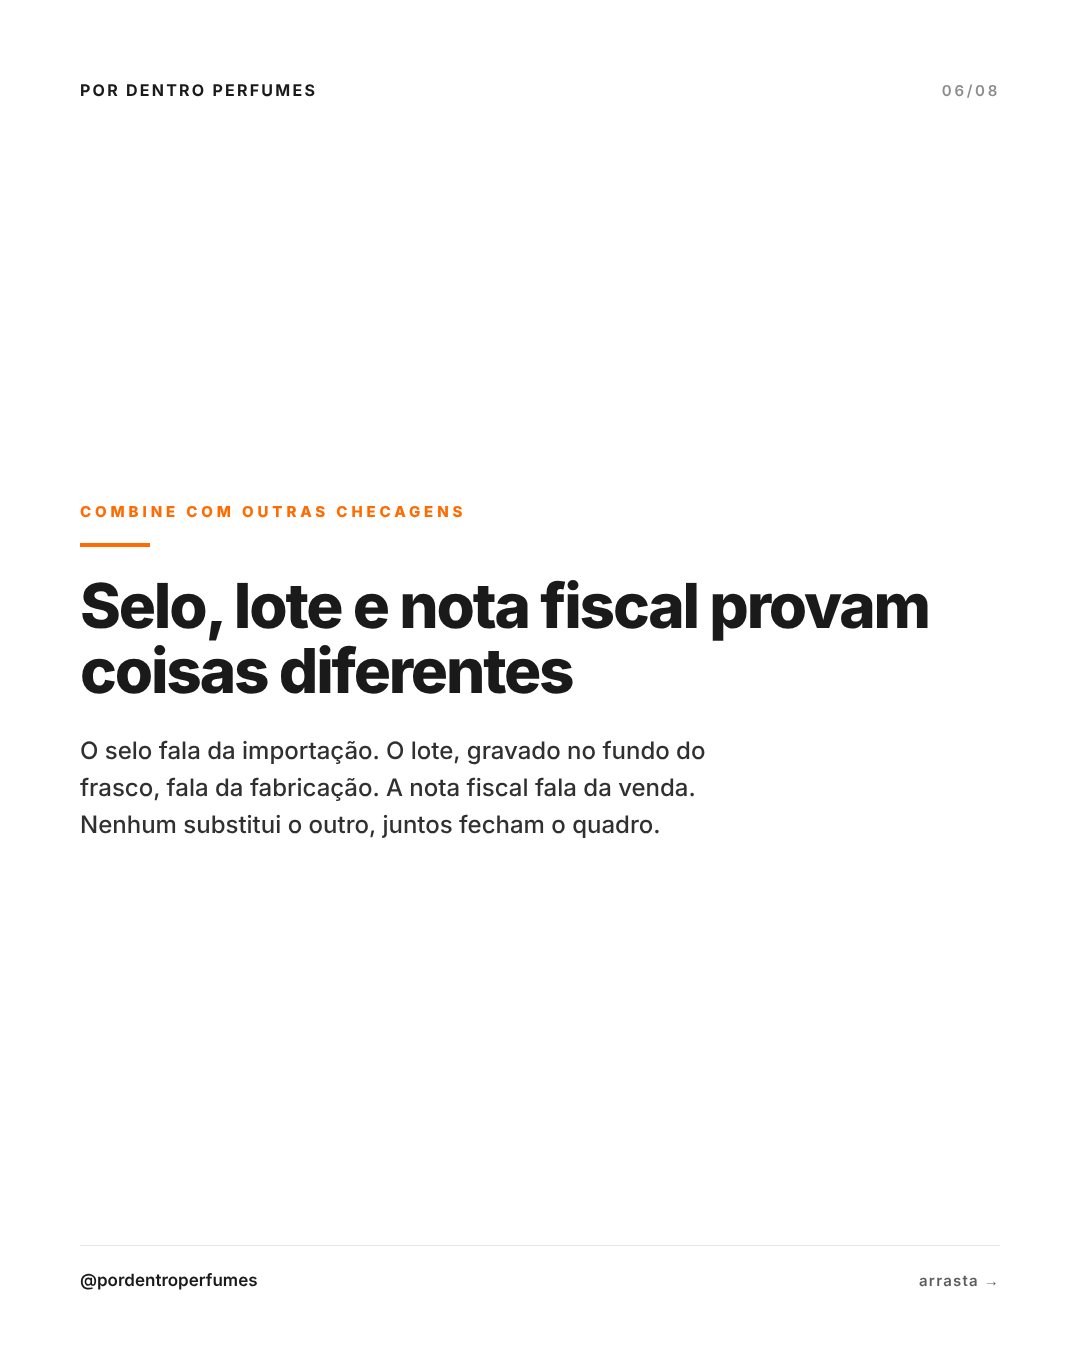 POR DENTRO PERFUMES
06/08
COMBINE COM OUTRAS CHECAGENS
Selo, lote e nota fiscal provam
coisas diferentes
O selo fala da importação. O lote, gravado no fundo do
frasco, fala da fabricação. A nota fiscal fala da venda.
Nenhum substitui o outro, juntos fecham o quadro.
@pordentroperfumes
arrasta →